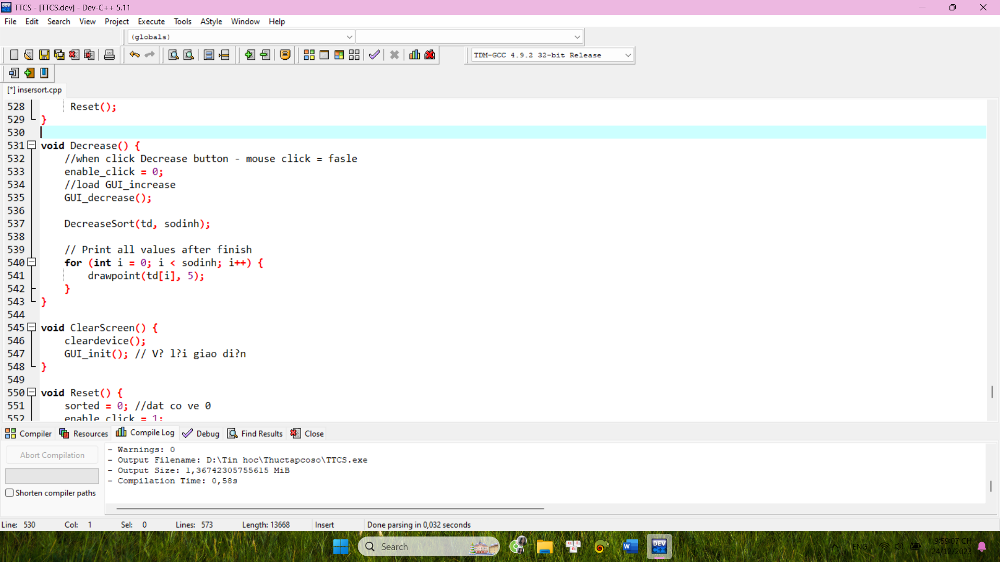 TTCS - [TTCS.dev] - Dev-C++ 5.11
File Edit Search View Project Execute Tools AStyle Window Help
(globals)
TDM-GCC 4.9.2 32-bit Release
[*] insersort.cpp
528 Reset();
529 }
530
531 void Decrease() {
532 //when click Decrease button - mouse click = fasle
533 enable_click = 0;
534 //load GUI_increase
535 GUI_decrease();
536
537 DecreaseSort(td, sodinh);
538
539 // Print all values after finish
540 for (int i = 0; i < sodinh; i++) {
541 drawpoint(td[i], 5);
542 }
543 }
544
545 void ClearScreen() {
546 cleardevice();
547 GUI_init(); // V? l?i giao di?n
548 }
549
550 void Reset() {
551 sorted = 0; //dat co ve 0
552 enable_click = 1;
Compiler Resources Compile Log Debug Find Results Close
Abort Compilation
Shorten compiler paths
- Warnings: 0
- Output Filename: D:\Tin hoc\Thuctapcoso\TTCS.exe
- Output Size: 1,36742305755615 MiB
- Compilation Time: 0,58s
Line: 530 Col: 1 Sel: 0 Lines: 573 Length: 13668 Insert Done parsing in 0,032 seconds
Search
DEV C++
W
ENG
9:59:07 CH
24/12/2023